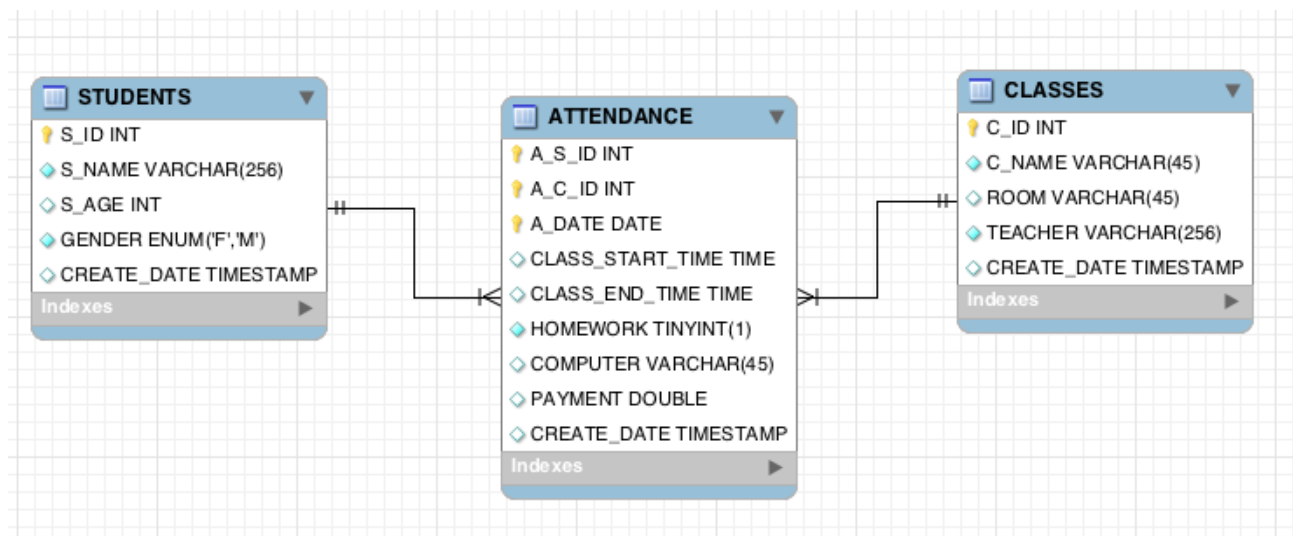 STUDENTS
S_ID INT
S_NAME VARCHAR(256)
S_AGE INT
GENDER ENUM('F','M')
CREATE_DATE TIMESTAMP
Indexes
ATTENDANCE
A_S_ID INT
A_C_ID INT
A_DATE DATE
CLASS_START_TIME TIME
CLASS_END_TIME TIME
HOMEWORK TINYINT(1)
COMPUTER VARCHAR(45)
PAYMENT DOUBLE
CREATE_DATE TIMESTAMP
Indexes
CLASSES
C_ID INT
C_NAME VARCHAR(45)
ROOM VARCHAR(45)
TEACHER VARCHAR(256)
CREATE_DATE TIMESTAMP
Indexes